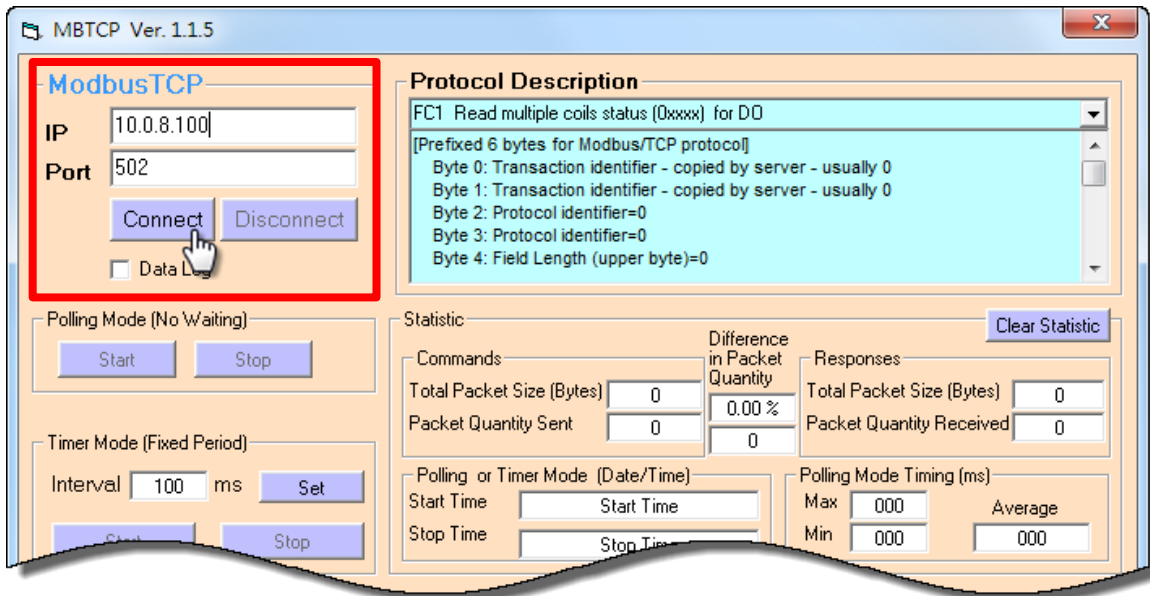 MBTCP Ver. 1.1.5
x
ModbusTCP
IP 10.0.8.100
Port 502
Connect Disconnect
Data Log
Protocol Description
FC1 Read multiple coils status (0xxxx) for DO
[Prefixed 6 bytes for Modbus/TCP protocol]
Byte 0: Transaction identifier - copied by server - usually 0
Byte 1: Transaction identifier - copied by server - usually 0
Byte 2: Protocol identifier=0
Byte 3: Protocol identifier=0
Byte 4: Field Length (upper byte)=0
Polling Mode (No Waiting)
Start Stop
Timer Mode (Fixed Period)
Interval 100 ms Set
Start Stop
Statistic
Clear Statistic
Commands
Total Packet Size (Bytes) 0
Packet Quantity Sent 0
Difference
in Packet
Quantity
0.00 %
0
Responses
Total Packet Size (Bytes) 0
Packet Quantity Received 0
Polling or Timer Mode (Date/Time)
Start Time Start Time
Stop Time Stop Time
Polling Mode Timing (ms)
Max 000
Min 000
Average
000